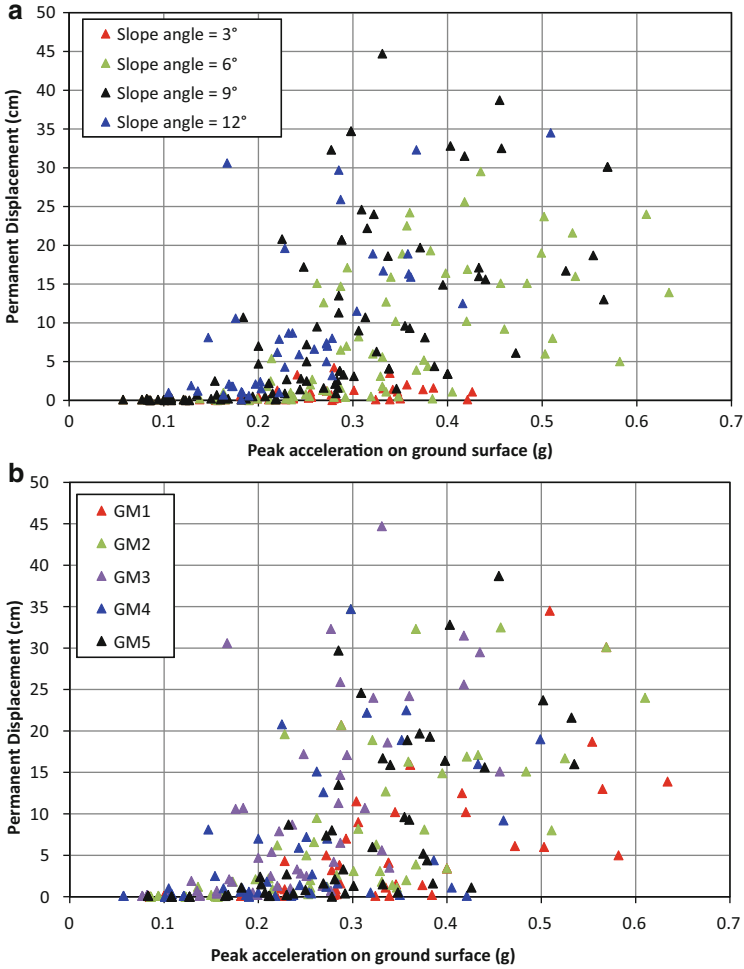 a
50
45
40
35
30
25
20
15
10
5
0
Permanent Displacement (cm)
Slope angle = 3°
Slope angle = 6°
Slope angle = 9°
Slope angle = 12°
0 0.1 0.2 0.3 0.4 0.5 0.6 0.7
Peak acceleration on ground surface (g)
b
50
45
40
35
30
25
20
15
10
5
0
Permanent Displacement (cm)
GM1
GM2
GM3
GM4
GM5
0 0.1 0.2 0.3 0.4 0.5 0.6 0.7
Peak acceleration on ground surface (g)